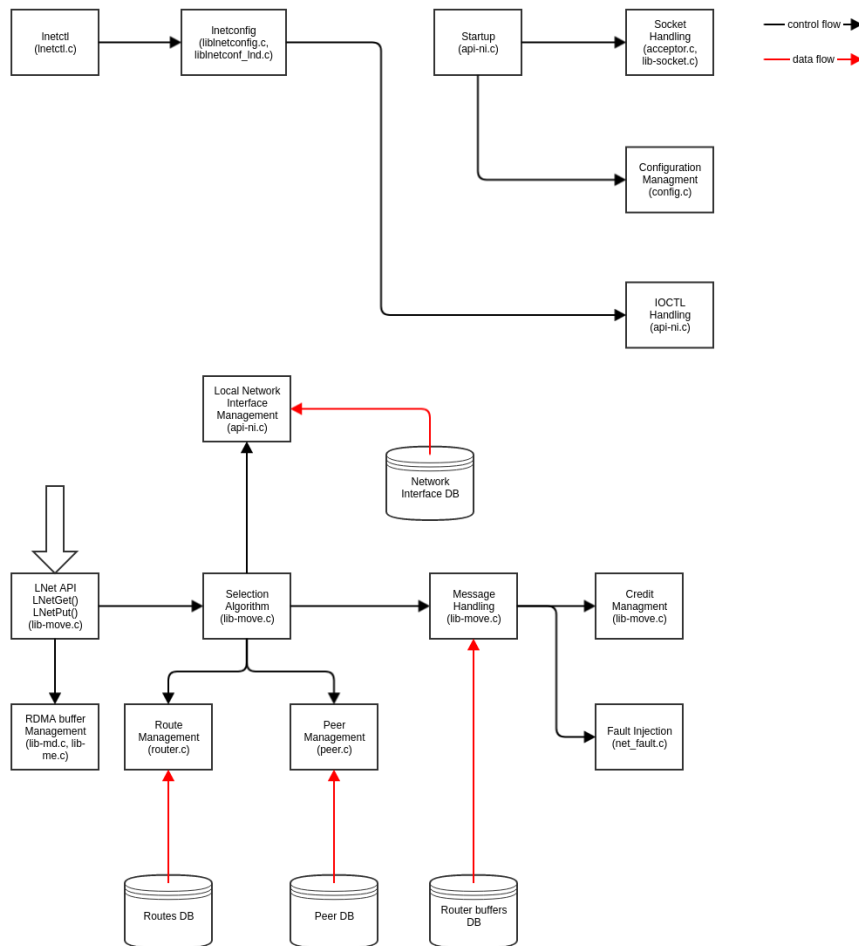 lnetctl
(lnetctl.c)
lnetconfig
(liblnetconfig.c,
liblnetconf_lnd.c)
Startup
(api-ni.c)
Socket
Handling
(acceptor.c,
lib-socket.c)
control flow
data flow
Configuration
Managment
(config.c)
IOCTL
Handling
(api-ni.c)
Local Network
Interface
Management
(api-ni.c)
Network
Interface DB
LNet API
LNetGet()
LNetPut()
(lib-move.c)
Selection
Algorithm
(lib-move.c)
Message
Handling
(lib-move.c)
Credit
Managment
(lib-move.c)
RDMA buffer
Management
(lib-md.c, lib-
me.c)
Route
Management
(router.c)
Peer
Management
(peer.c)
Fault Injection
(net_fault.c)
Routes DB
Peer DB
Router buffers
DB